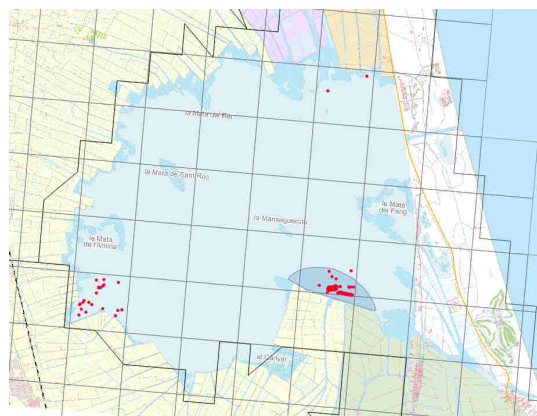 la Mata del Rei
la Mata de Sant Roc
la Mata
del Fang
la Manseguerota
la Mata
de l'Antina
el Canyar